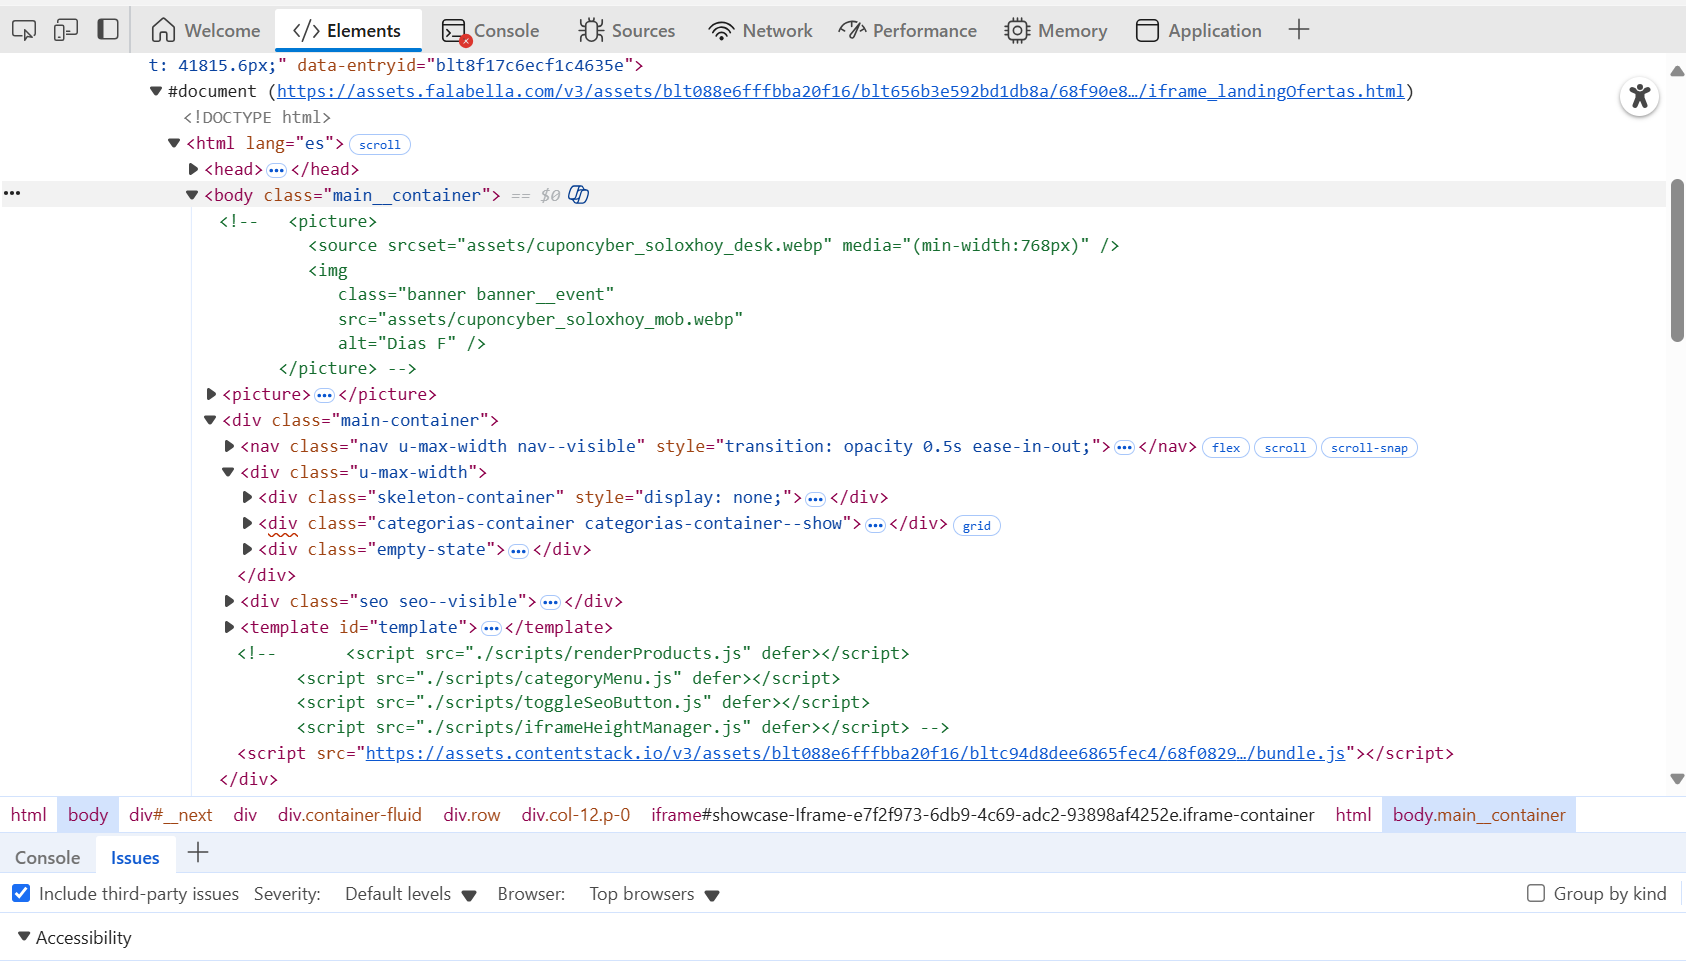 Welcome
Elements
Console
Sources
Network
Performance
Memory
Application
t: 41815.6px;" data-entryid="blt8f17c6ecf1c4635e">
#document (https://assets.falabella.com/v3/assets/blt088e6fffbba20f16/blt656b3e592bd1db8a/68f90e8…/iframe_landingOfertas.html)
<!DOCTYPE html>
<html lang="es"> scroll
<head> ••• </head>
••• <body class="main__container"> == $0
<!--   <picture>
<source srcset="assets/cuponcyber_soloxhoy_desk.webp" media="(min-width:768px)" />
<img
class="banner banner__event"
src="assets/cuponcyber_soloxhoy_mob.webp"
alt="Dias F" />
</picture> -->
<picture> ••• </picture>
<div class="main-container">
<nav class="nav u-max-width nav--visible" style="transition: opacity 0.5s ease-in-out;"> ••• </nav> flex scroll scroll-snap
<div class="u-max-width">
<div class="skeleton-container" style="display: none;"> ••• </div>
<div class="categorias-container categorias-container--show"> ••• </div> grid
<div class="empty-state"> ••• </div>
</div>
<div class="seo seo--visible"> ••• </div>
<template id="template"> ••• </template>
<!--       <script src="./scripts/renderProducts.js" defer></script>
<script src="./scripts/categoryMenu.js" defer></script>
<script src="./scripts/toggleSeoButton.js" defer></script>
<script src="./scripts/iframeHeightManager.js" defer></script> -->
<script src="https://assets.contentstack.io/v3/assets/blt088e6fffbba20f16/bltc94d8dee6865fec4/68f0829…/bundle.js"></script>
</div>
html body div#__next div div.container-fluid div.row div.col-12.p-0 iframe#showcase-Iframe-e7f2f973-6db9-4c69-adc2-93898af4252e.iframe-container html body.main__container
Console Issues
Include third-party issues Severity: Default levels Browser: Top browsers Group by kind
Accessibility